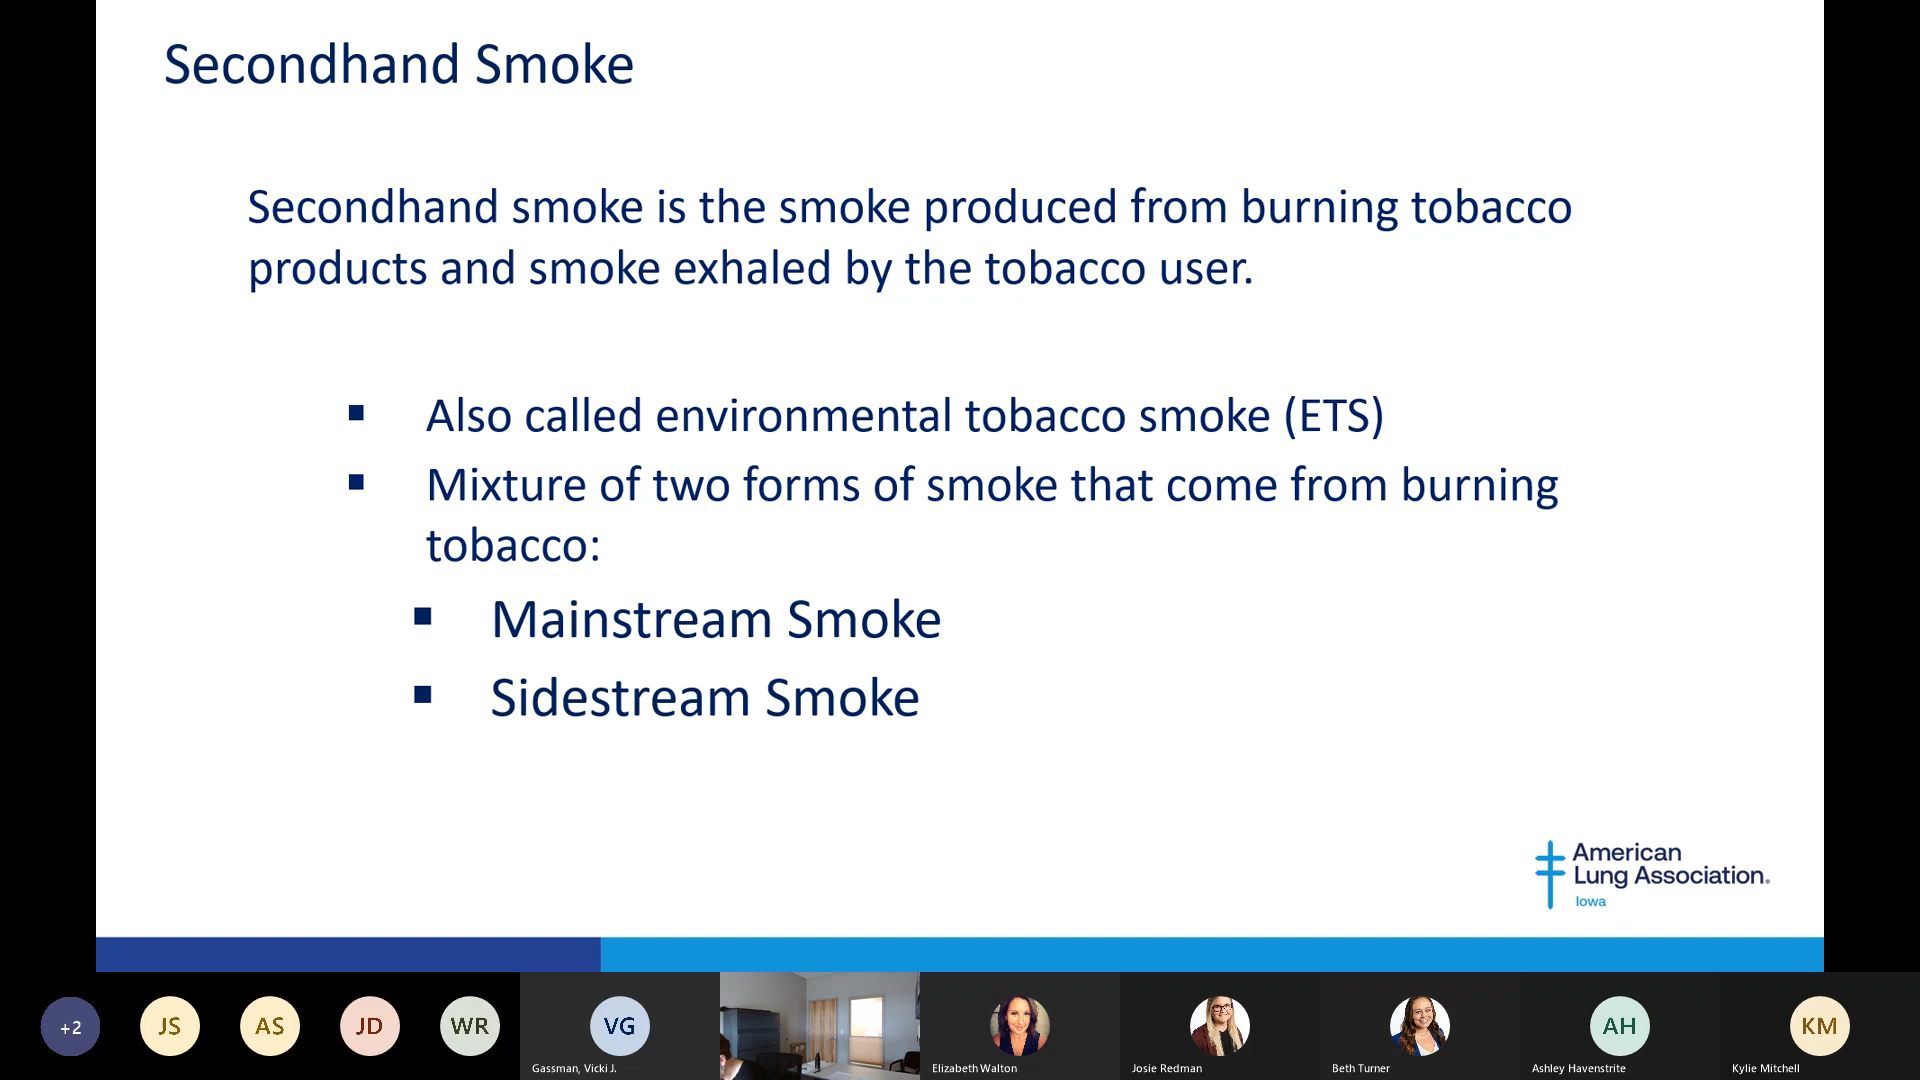 Secondhand Smoke
Secondhand smoke is the smoke produced from burning tobacco
products and smoke exhaled by the tobacco user.
▪ Also called environmental tobacco smoke (ETS)
▪ Mixture of two forms of smoke that come from burning
tobacco:
▪ Mainstream Smoke
▪ Sidestream Smoke
American
Lung Association.
Iowa
+2
JS
AS
JD
WR
VG
Gassman, Vicki J.
Elizabeth Walton
Josie Redman
Beth Turner
AH
Ashley Havenstrite
KM
Kylie Mitchell